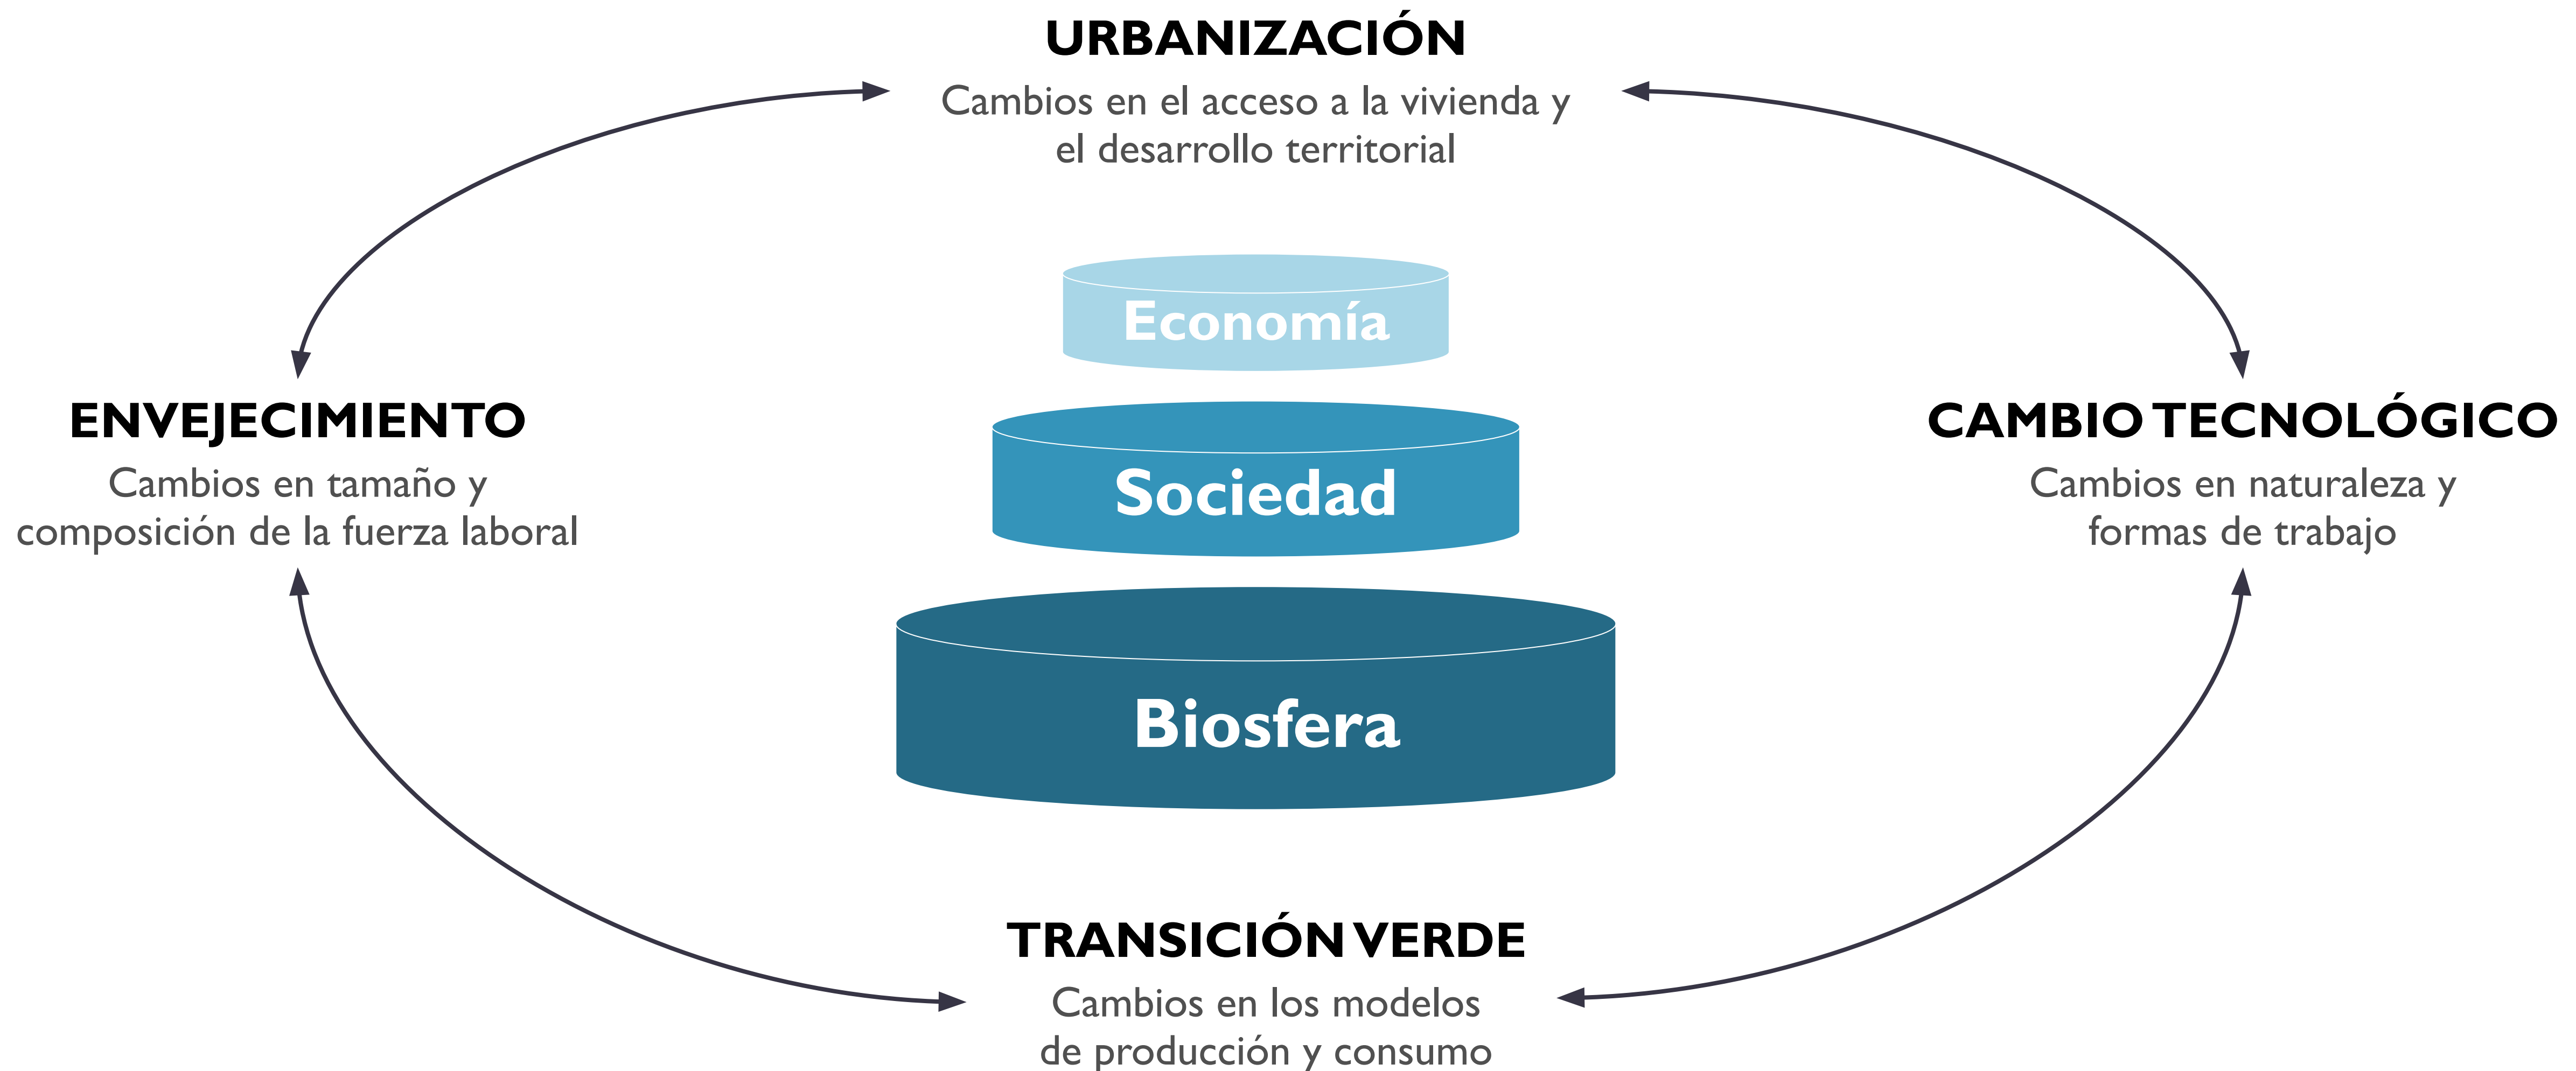 URBANIZACIÓN
Cambios en el acceso a la vivienda y
el desarrollo territorial
Economía
ENVEJECIMIENTO
Cambios en tamaño y
composición de la fuerza laboral
Sociedad
CAMBIO TECNOLÓGICO
Cambios en naturaleza y
formas de trabajo
Biosfera
TRANSICIÓN VERDE
Cambios en los modelos
de producción y consumo